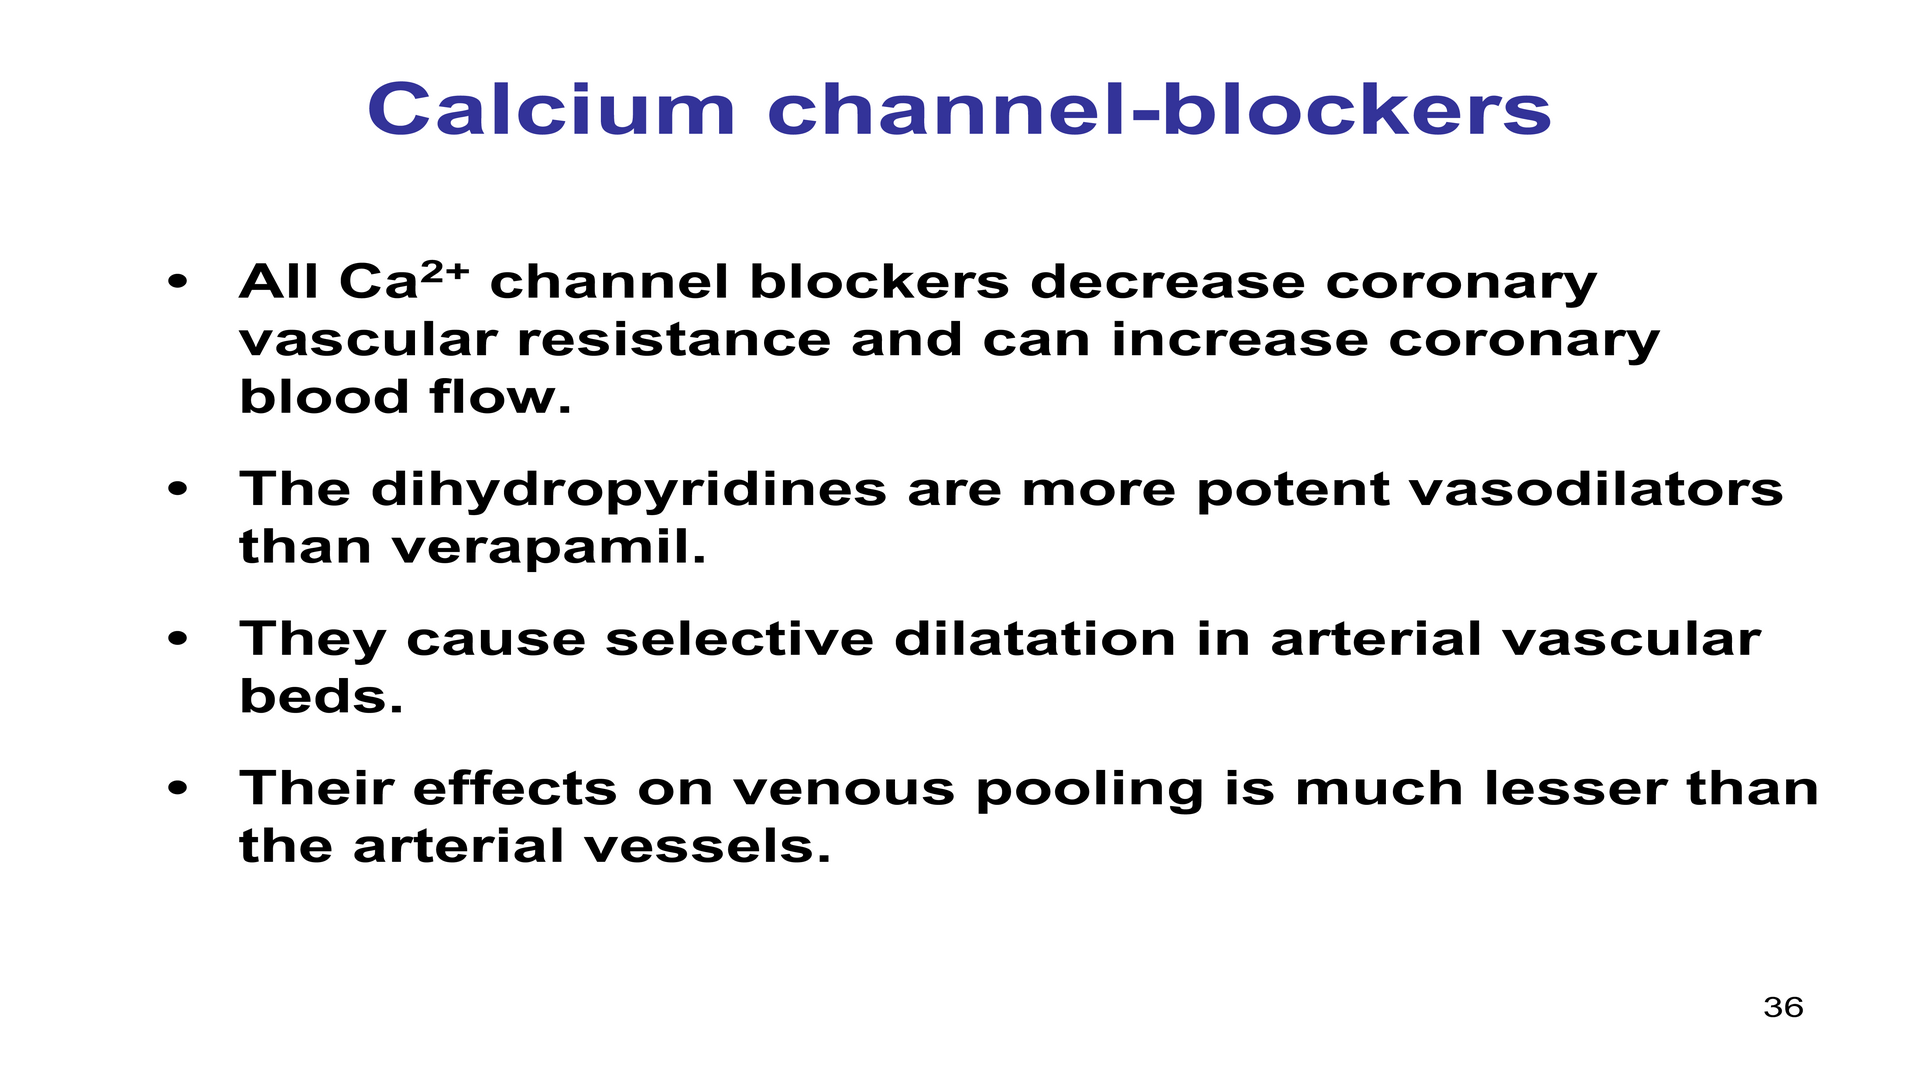 Calcium channel-blockers
• All Ca²⁺ channel blockers decrease coronary
vascular resistance and can increase coronary
blood flow.
• The dihydropyridines are more potent vasodilators
than verapamil.
• They cause selective dilatation in arterial vascular
beds.
• Their effects on venous pooling is much lesser than
the arterial vessels.
36